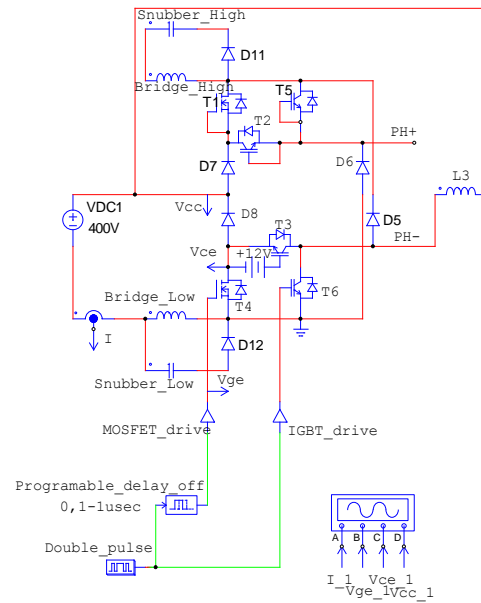 Snubber_High
D11
Bridge_High
T1
T5
T2
PH+
D7
D6
L3
VDC1
400V
Vcc
D8
T3
D5
PH-
Vce
+12V
Bridge_Low
T4
T6
I
D12
Snubber_Low
Vge
MOSFET_drive
IGBT_drive
Programable_delay_off
0,1-1usec
Double_pulse
A B C D
I_1
Vce_1
Vge_1
Vcc_1